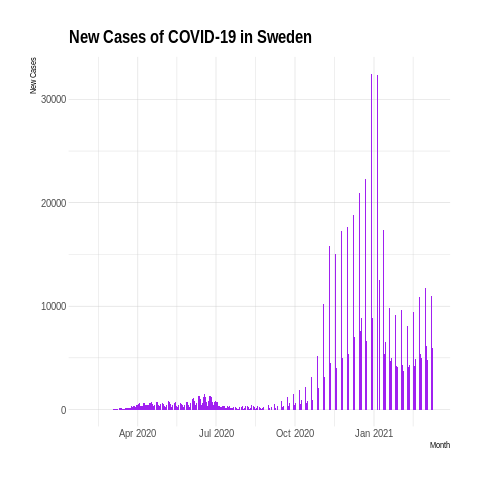 New Cases of COVID-19 in Sweden
New Cases
30000
20000
10000
0
Apr 2020 Jul 2020 Oct 2020 Jan 2021
Month